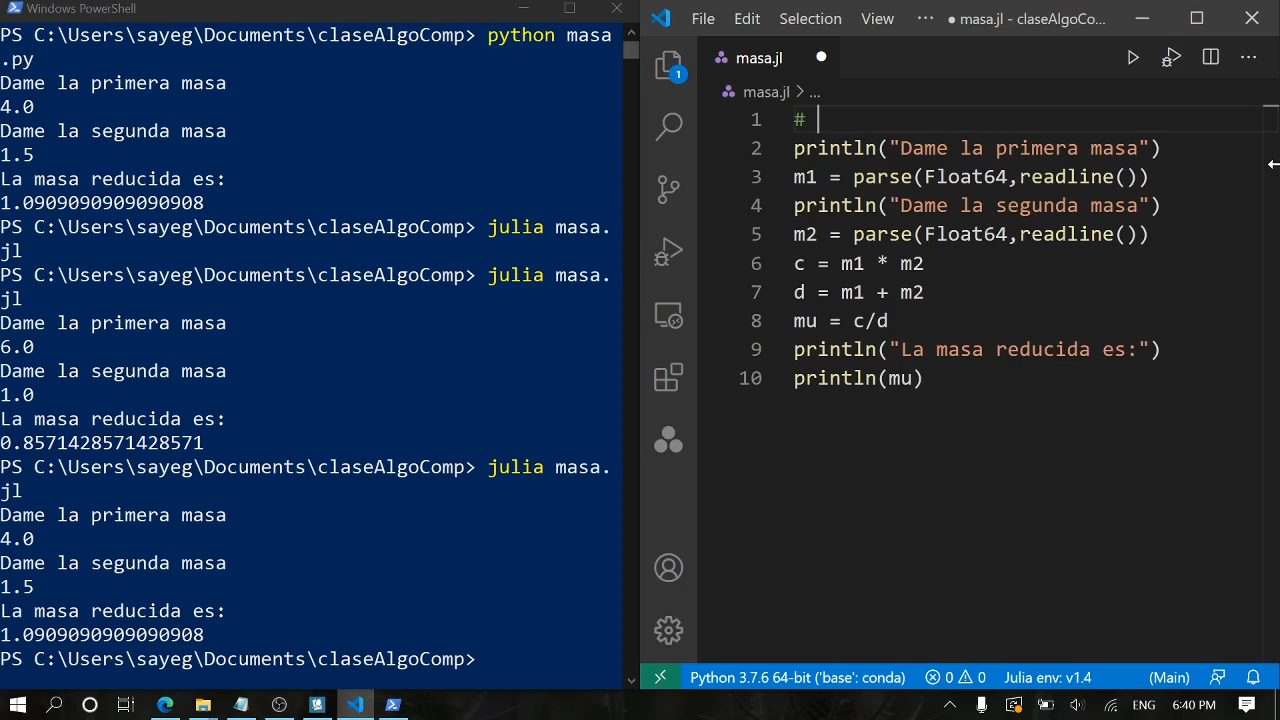 Windows PowerShell
PS C:\Users\sayeg\Documents\claseAlgoComp> python masa
.py
Dame la primera masa
4.0
Dame la segunda masa
1.5
La masa reducida es:
1.0909090909090908
PS C:\Users\sayeg\Documents\claseAlgoComp> julia masa.
jl
PS C:\Users\sayeg\Documents\claseAlgoComp> julia masa.
jl
Dame la primera masa
6.0
Dame la segunda masa
1.0
La masa reducida es:
0.8571428571428571
PS C:\Users\sayeg\Documents\claseAlgoComp> julia masa.
jl
Dame la primera masa
4.0
Dame la segunda masa
1.5
La masa reducida es:
1.0909090909090908
PS C:\Users\sayeg\Documents\claseAlgoComp>
File Edit Selection View ··· ● masa.jl - claseAlgoCo...
masa.jl
1
masa.jl > ...
1 #
2 println("Dame la primera masa")
3 m1 = parse(Float64,readline())
4 println("Dame la segunda masa")
5 m2 = parse(Float64,readline())
6 c = m1 * m2
7 d = m1 + m2
8 mu = c/d
9 println("La masa reducida es:")
10 println(mu)
Python 3.7.6 64-bit ('base': conda) 0 0 Julia env: v1.4 (Main)
ENG 6:40 PM